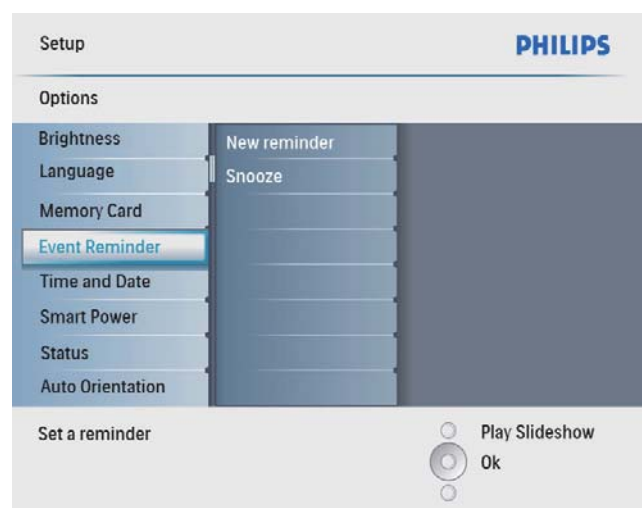 Setup
PHILIPS
Options
Brightness
Language
Memory Card
Event Reminder
Time and Date
Smart Power
Status
Auto Orientation
New reminder
Snooze
Set a reminder
Play Slideshow
Ok